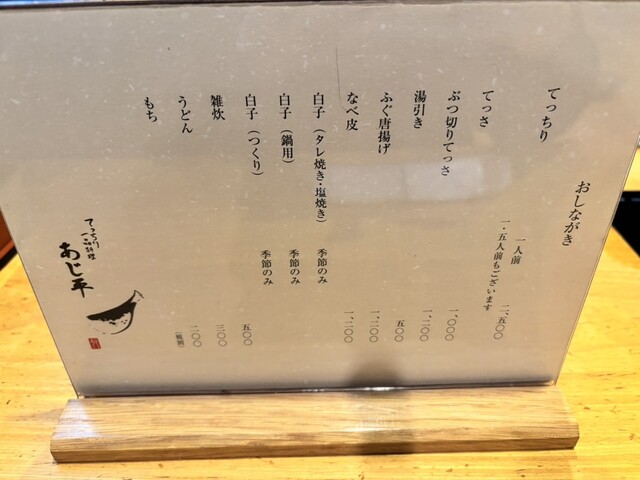 おしながき
てっちり 一人前 二、五〇〇
一・五人前もございます
てっさ 一、〇〇〇
ぶつ切りてっさ 一、二〇〇
湯引き 五〇〇
ふぐ唐揚げ 一、二〇〇
なべ皮 一、二〇〇
白子（タレ焼き・塩焼き） 季節のみ
白子（鍋用） 季節のみ
白子（つくり） 季節のみ
雑炊 五〇〇
うどん 三〇〇
もち 二〇〇
てっちり
一品料理
あじ平